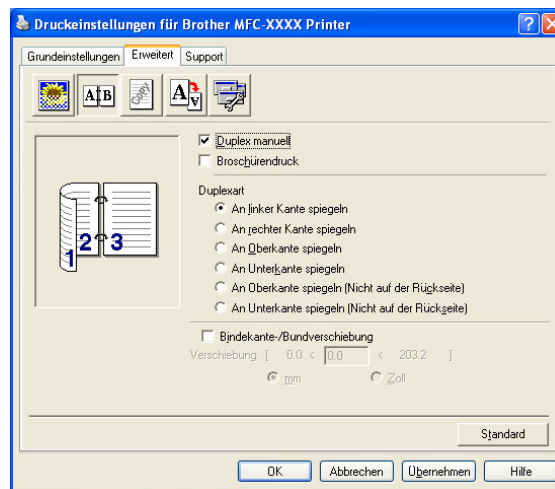 Druckeinstellungen für Brother MFC-XXXX Printer
Grundeinstellungen Erweitert Support
A B A V
Duplex manuell
Broschürendruck
1 2 3
Duplexart
An linker Kante spiegeln
An rechter Kante spiegeln
An Oberkante spiegeln
An Unterkante spiegeln
An Oberkante spiegeln (Nicht auf der Rückseite)
An Unterkante spiegeln (Nicht auf der Rückseite)
Bindekante-/Bundverschiebung
Verschiebung [ 0.0 < 0.0 < 203.2 ]
mm Zoll
Standard
OK Abbrechen Übernehmen Hilfe